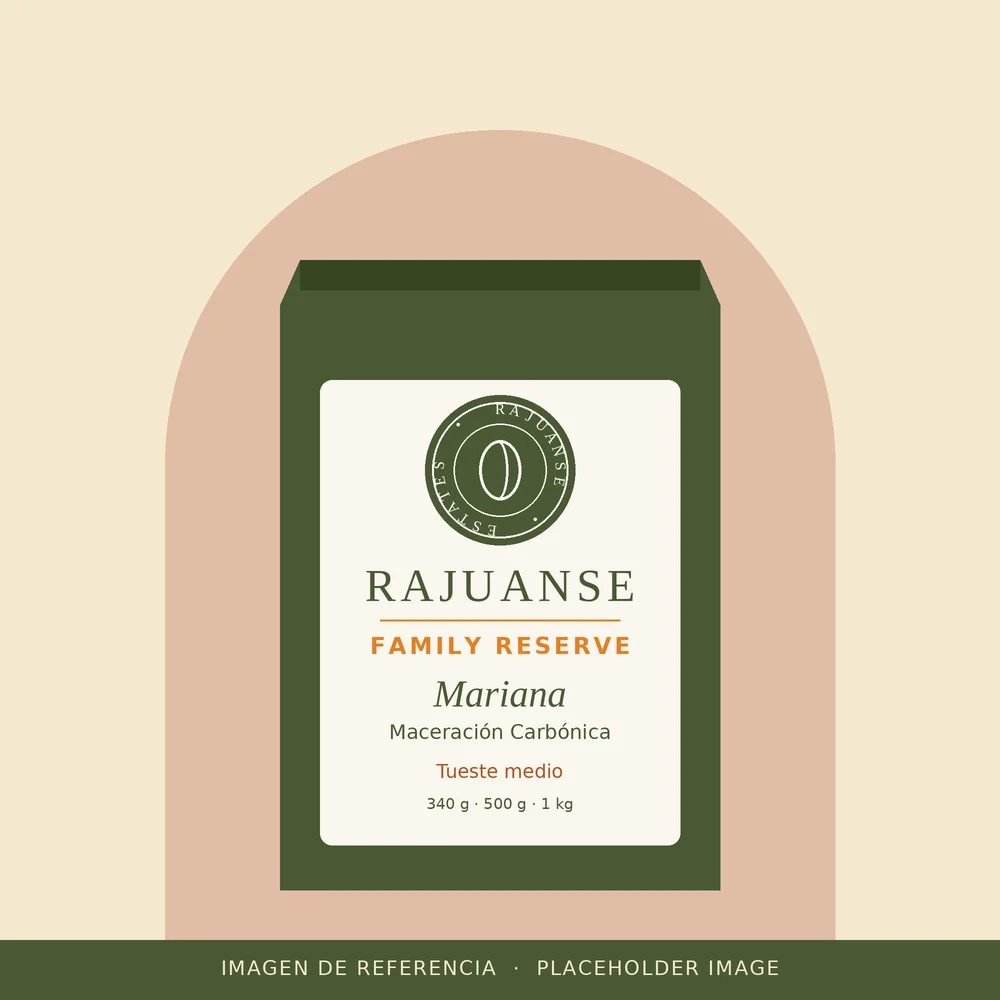 RAJUANSE
ESTATES
RAJUANSE
FAMILY RESERVE
Mariana
Maceración Carbónica
Tueste medio
340 g · 500 g · 1 kg
IMAGEN DE REFERENCIA · PLACEHOLDER IMAGE